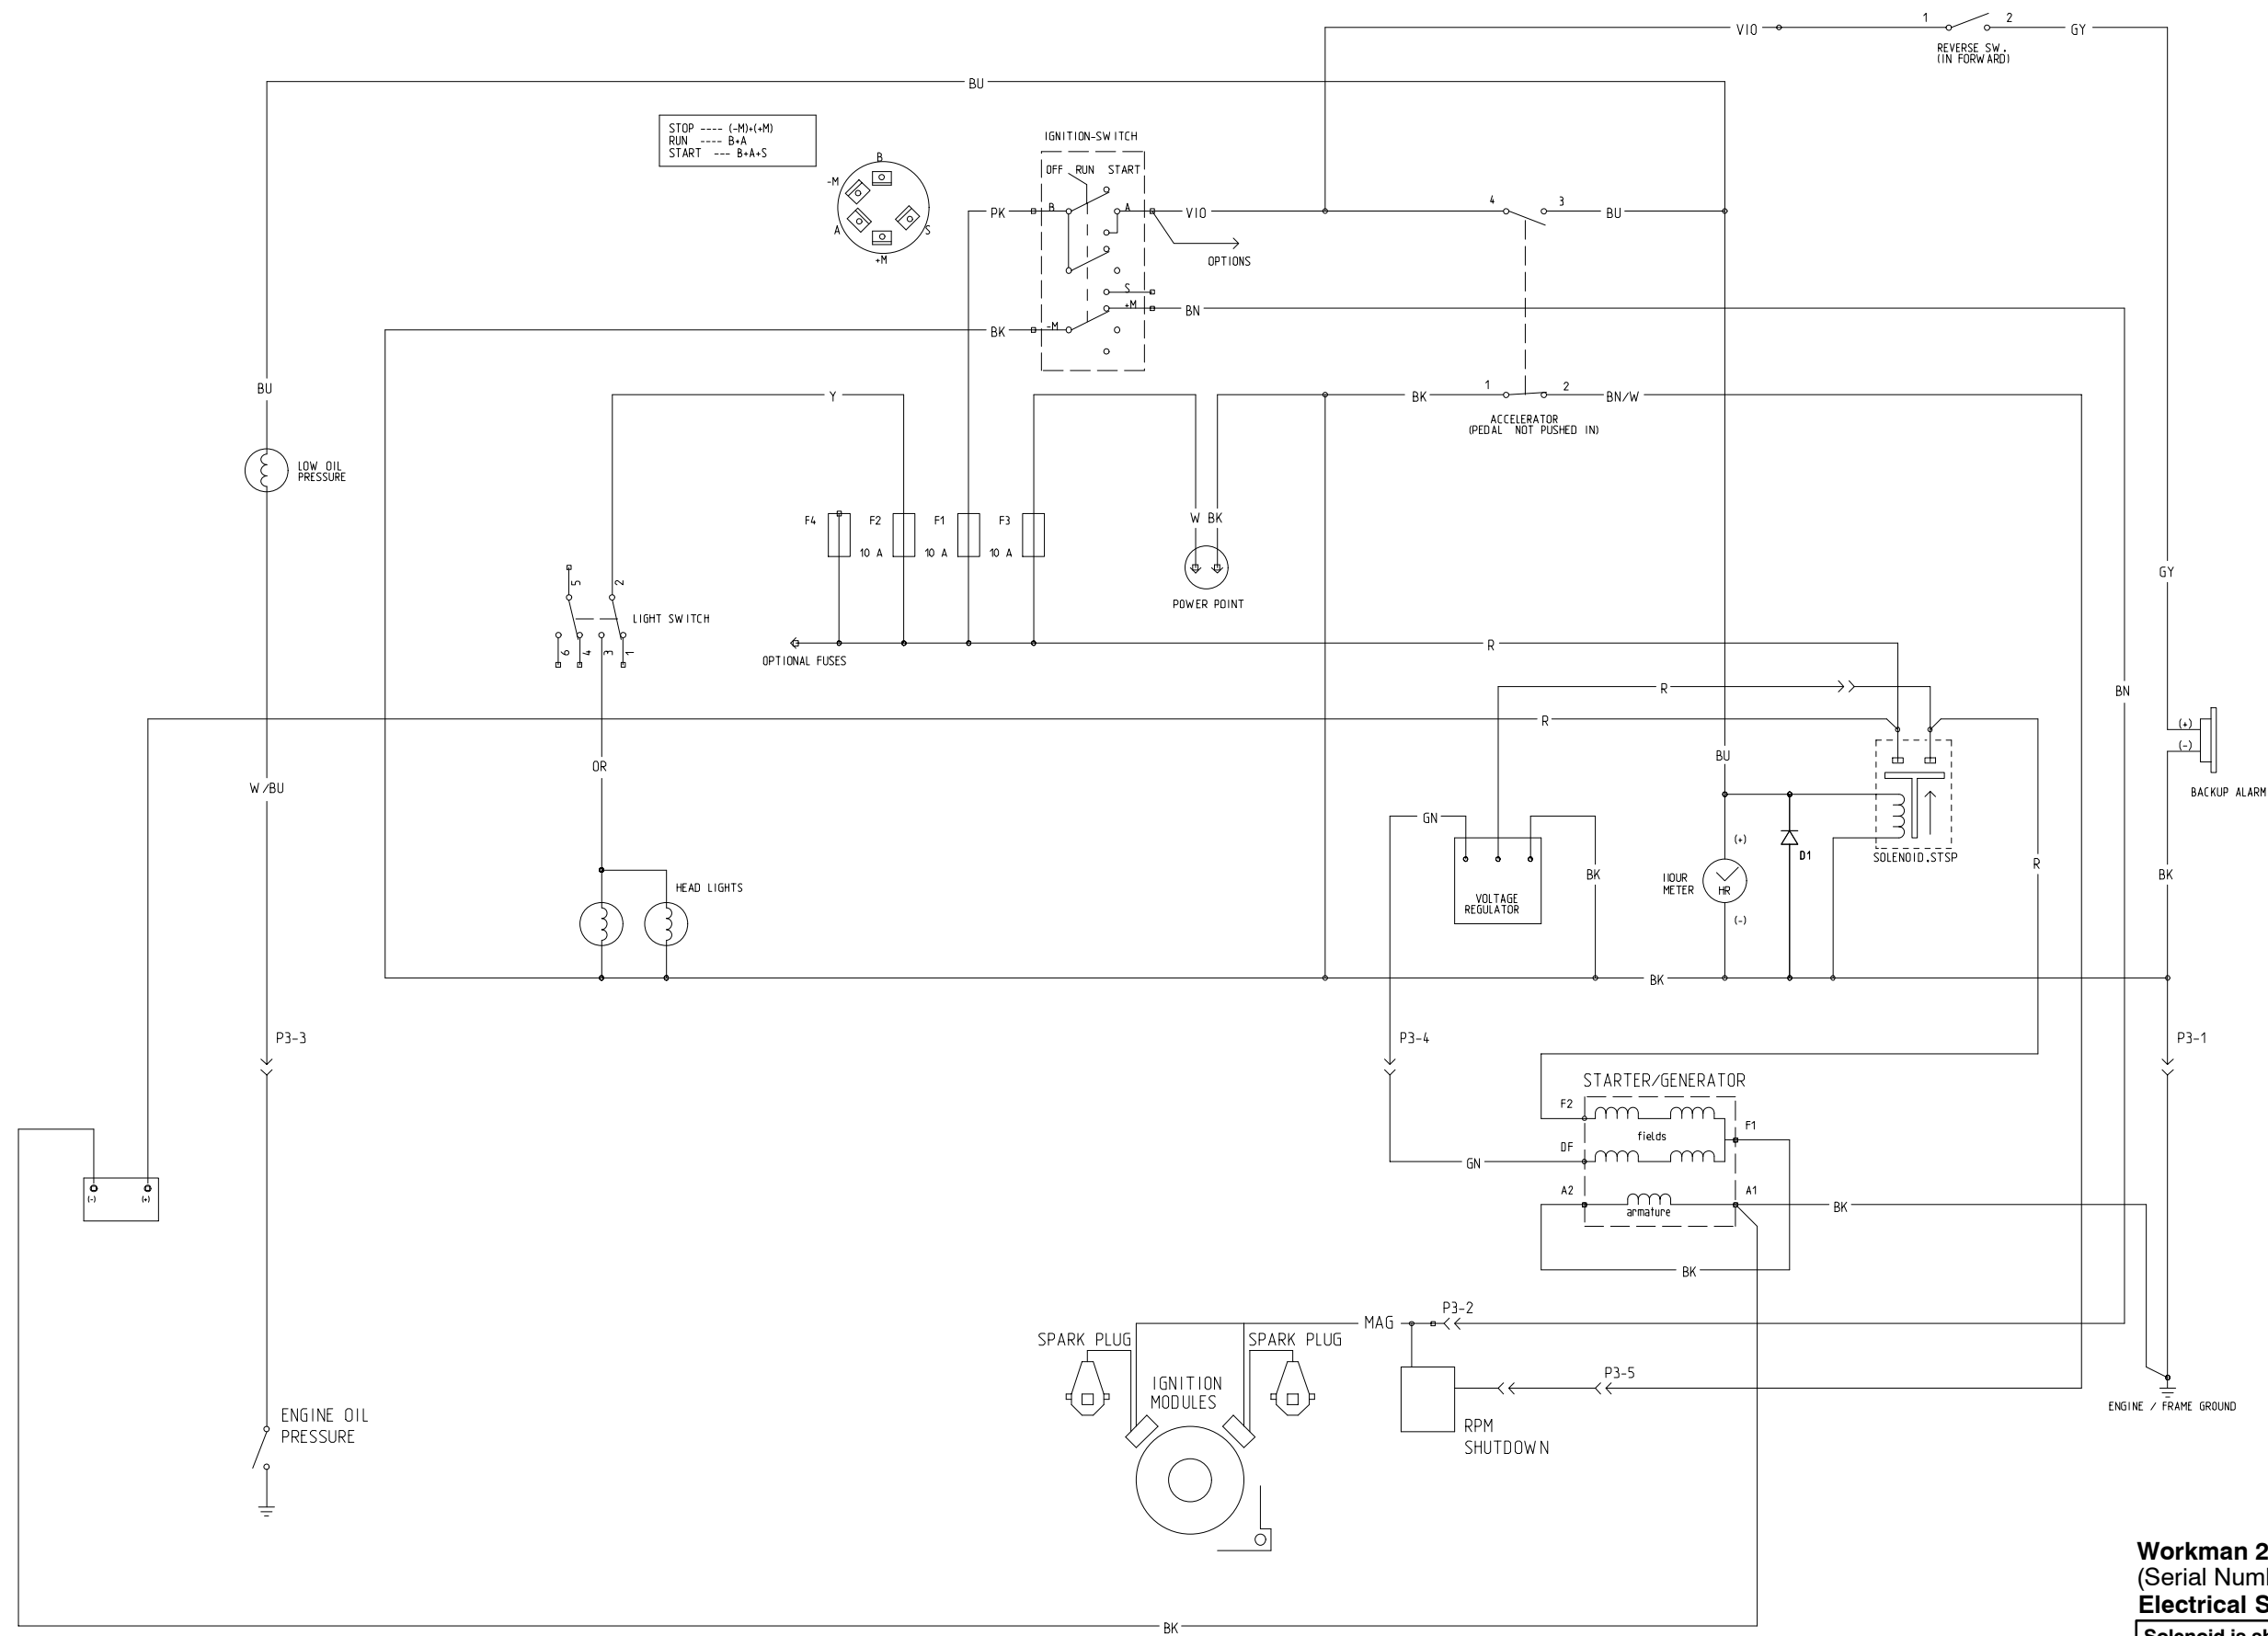 VIO
1
2
GY
REVERSE SW.
(IN FORWARD)
BU
STOP ---- (-M)+(+M)
RUN ---- B+A
START --- B+A+S
B
-M
A
S
+M
IGNITION-SWITCH
OFF RUN START
PK
B
A
VIO
OPTIONS
4
3
BU
S
+M
BN
BK
-M
BU
Y
BK
1
2
BN/W
ACCELERATOR
(PEDAL NOT PUSHED IN)
LOW OIL
PRESSURE
F4
F2
10 A
F1
10 A
F3
10 A
W BK
POWER POINT
GY
5
2
LIGHT SWITCH
6
4
3
1
OPTIONAL FUSES
R
R
R
BN
(+)
(-)
BACKUP ALARM
OR
W/BU
BU
GN
(+)
D1
SOLENOID.STSP
R
BK
BK
HOUR
METER
HR
(-)
VOLTAGE
REGULATOR
HEAD LIGHTS
BK
P3-3
P3-4
P3-1
STARTER/GENERATOR
F2
F1
fields
DF
GN
A2
A1
armature
BK
BK
(-)
(+)
P3-2
MAG
SPARK PLUG
SPARK PLUG
IGNITION
MODULES
P3-5
RPM
SHUTDOWN
ENGINE / FRAME GROUND
ENGINE OIL
PRESSURE
BK
Workman 2
(Serial Num
Electrical S